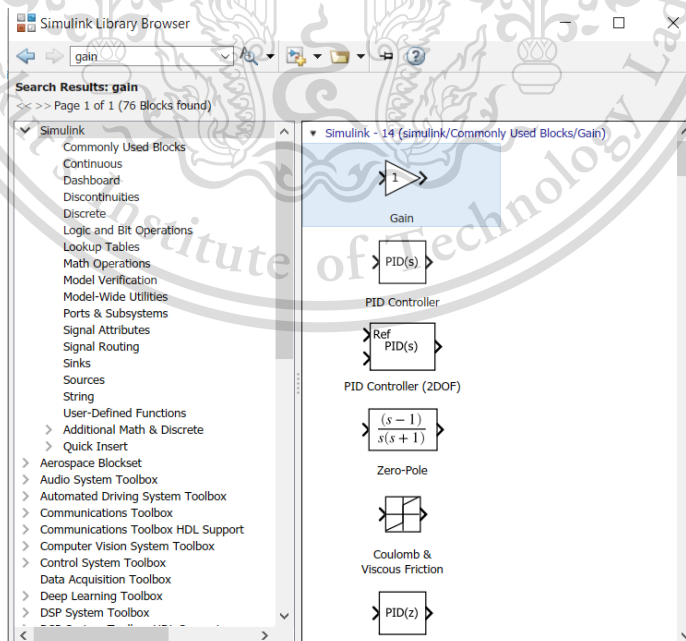 Simulink Library Browser
gain
Search Results: gain
<< >> Page 1 of 1 (76 Blocks found)
Simulink
Commonly Used Blocks
Continuous
Dashboard
Discontinuities
Discrete
Logic and Bit Operations
Lookup Tables
Math Operations
Model Verification
Model-Wide Utilities
Ports & Subsystems
Signal Attributes
Signal Routing
Sinks
Sources
String
User-Defined Functions
Additional Math & Discrete
Quick Insert
Aerospace Blockset
Audio System Toolbox
Automated Driving System Toolbox
Communications Toolbox
Communications Toolbox HDL Support
Computer Vision System Toolbox
Control System Toolbox
Data Acquisition Toolbox
Deep Learning Toolbox
DSP System Toolbox
Simulink - 14 (simulink/Commonly Used Blocks/Gain)
1
Gain
PID(s)
PID Controller
Ref
PID(s)
PID Controller (2DOF)
(s − 1)
s(s + 1)
Zero-Pole
Coulomb &
Viscous Friction
PID(z)
Institute of Technology